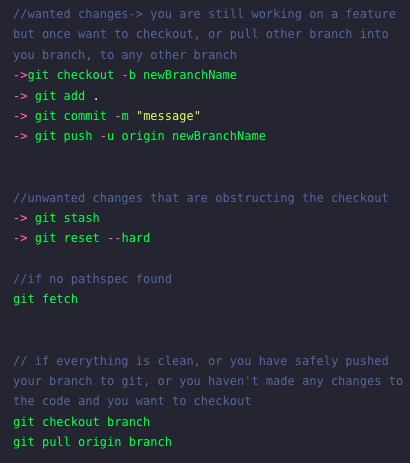 //wanted changes-> you are still working on a feature
but once want to checkout, or pull other branch into
you branch, to any other branch
->git checkout -b newBranchName
-> git add .
-> git commit -m "message"
-> git push -u origin newBranchName
//unwanted changes that are obstructing the checkout
-> git stash
-> git reset --hard
//if no pathspec found
git fetch
// if everything is clean, or you have safely pushed
your branch to git, or you haven't made any changes to
the code and you want to checkout
git checkout branch
git pull origin branch